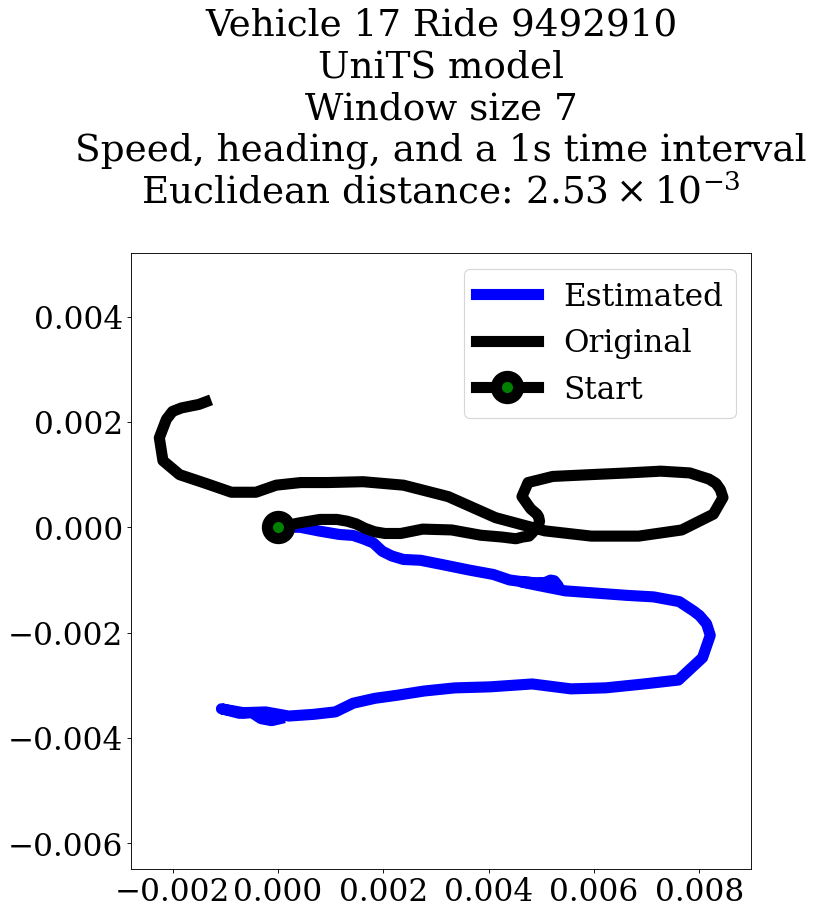 Vehicle 17 Ride 9492910
UniTS model
Window size 7
Speed, heading, and a 1s time interval
Euclidean distance: 2.53 × 10⁻³
Estimated
Original
Start
0.004
0.002
0.000
−0.002
−0.004
−0.006
−0.002 0.000 0.002 0.004 0.006 0.008